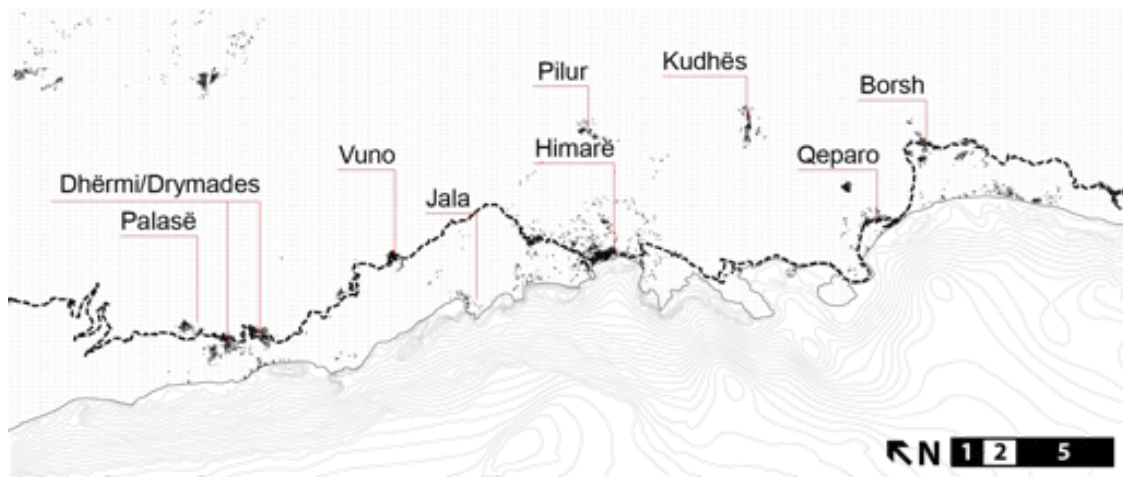 Kudhës
Pilur
Borsh
Himarë
Vuno
Qeparo
Dhërmi/Drymades
Jala
Palasë
N 1 2 5